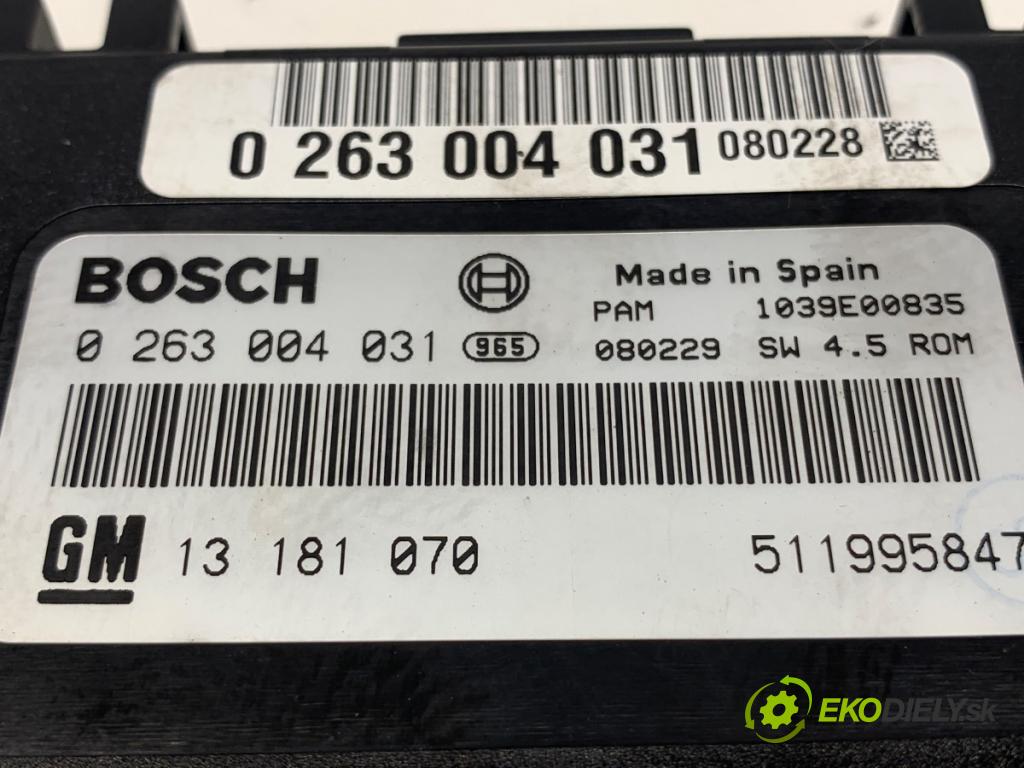 0 263 004 031 080228
BOSCH Made in Spain
PAM 1039E00835
0 263 004 031 965 080229 SW 4.5 ROM
GM 13 181 070 511995847
EKODIELY.sk